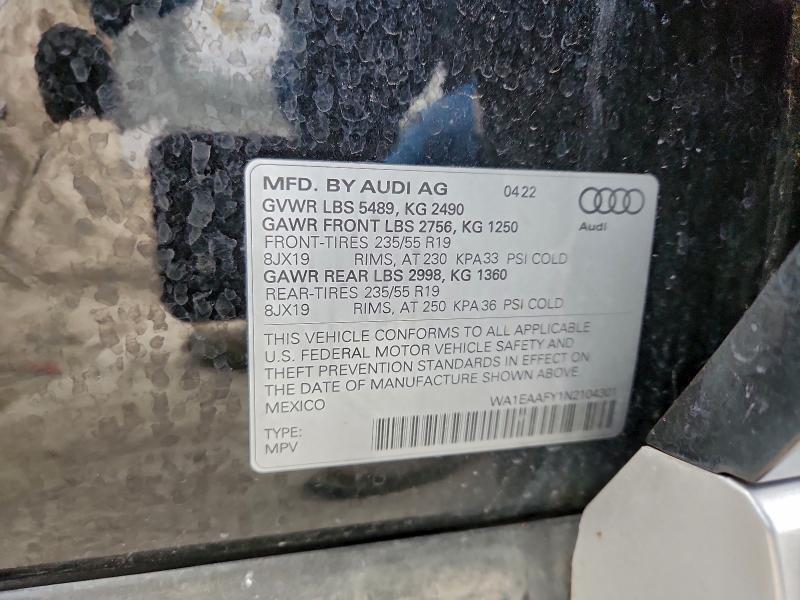 MFD. BY AUDI AG 04 22
GVWR LBS 5489, KG 2490
GAWR FRONT LBS 2756, KG 1250
Audi
FRONT-TIRES 235/55 R19
8JX19 RIMS, AT 230 KPA 33 PSI COLD
GAWR REAR LBS 2998, KG 1360
REAR-TIRES 235/55 R19
8JX19 RIMS, AT 250 KPA 36 PSI COLD
THIS VEHICLE CONFORMS TO ALL APPLICABLE
U.S. FEDERAL MOTOR VEHICLE SAFETY AND
THEFT PREVENTION STANDARDS IN EFFECT ON
THE DATE OF MANUFACTURE SHOWN ABOVE.
MEXICO
WA1EAAFY1N2104301
TYPE:
MPV